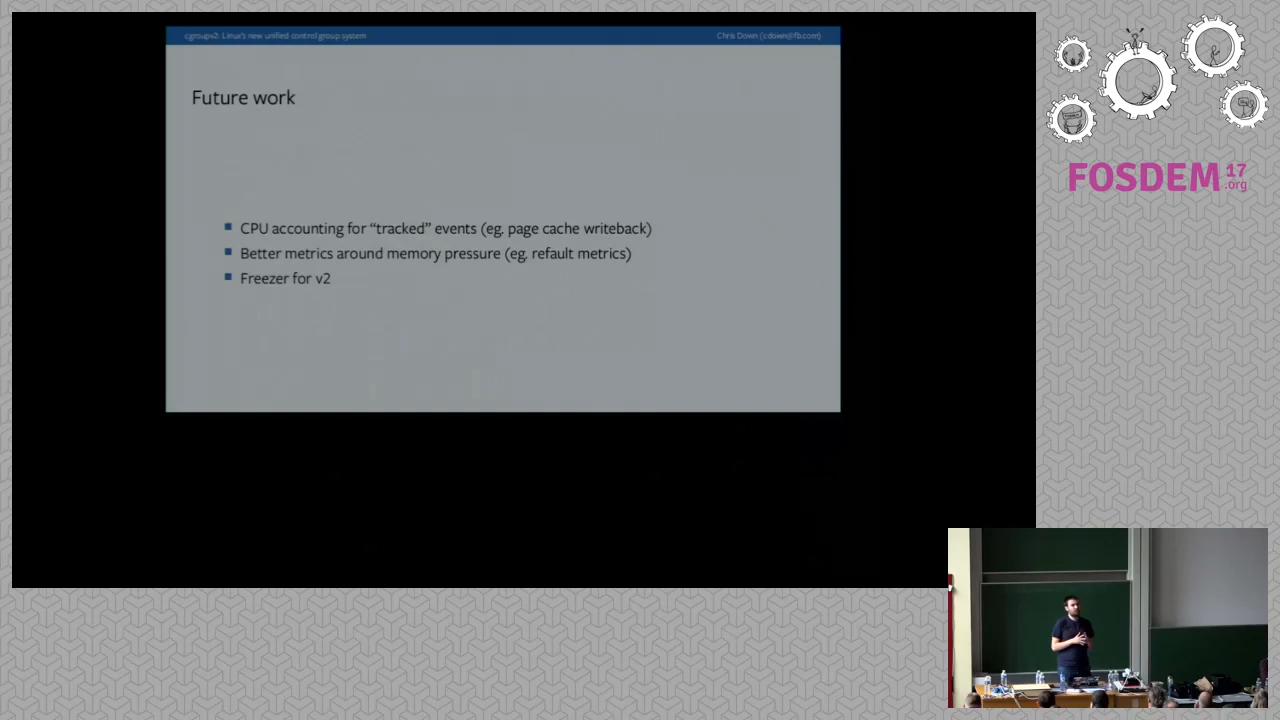 cgroupv2: Linux's new unified control group system
Chris Down (cdown@fb.com)
Future work
CPU accounting for “tracked” events (eg. page cache writeback)
Better metrics around memory pressure (eg. refault metrics)
Freezer for v2
FOSDEM 17
.org